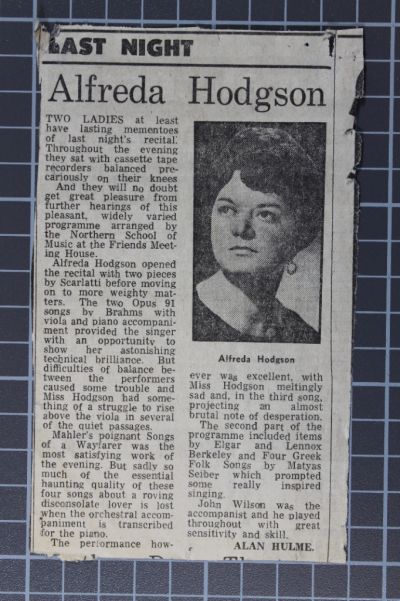 LAST NIGHT
Alfreda Hodgson
TWO LADIES at least
have lasting mementoes
of last night's recital.
Throughout the evening
they sat with cassette tape
recorders balanced pre-
cariously on their knees
And they will no doubt
get great pleasure from
further hearings of this
pleasant, widely varied
programme arranged by
the Northern School of
Music at the Friends Meet-
ing House.
Alfreda Hodgson opened
the recital with two pieces
by Scarlatti before moving
on to more weighty mat-
ters. The two Opus 91
songs by Brahms with
viola and piano accompani-
ment provided the singer
with an opportunity to
show her astonishing
technical brilliance. But
difficulties of balance be-
tween the performers
caused some trouble and
Miss Hodgson had some-
thing of a struggle to rise
above the viola in several
of the quiet passages.
Mahler's poignant Songs
of a Wayfarer was the
most satisfying work of
the evening. But sadly so
much of the essential
haunting quality of these
four songs about a roving
disconsolate lover is lost
when the orchestral accom-
paniment is transcribed
for the piano.
The performance how-
Alfreda Hodgson
ever was excellent, with
Miss Hodgson meltingly
sad and, in the third song,
projecting an almost
brutal note of desperation.
The second part of the
programme included items
by Elgar and Lennox
Berkeley and Four Greek
Folk Songs by Matyas
Seiber which prompted
some really inspired
singing.
John Wilson was the
accompanist and he played
throughout with great
sensitivity and skill.
ALAN HULME.